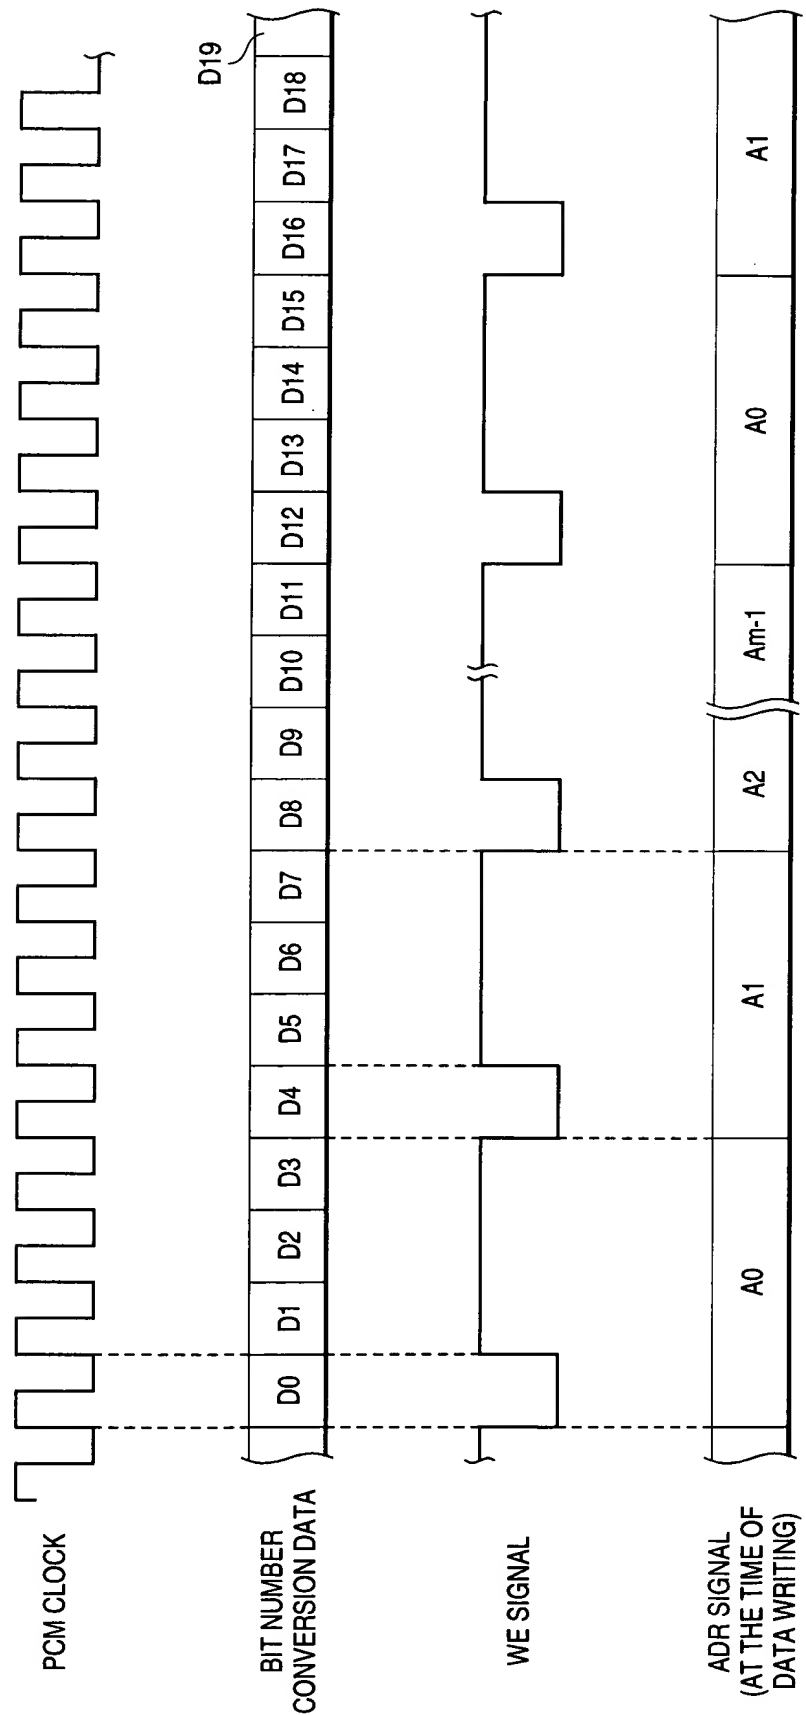 PCM CLOCK
BIT NUMBER
CONVERSION DATA
D0 D1 D2 D3 D4 D5 D6 D7 D8 D9 D10 D11 D12 D13 D14 D15 D16 D17 D18
D19
WE SIGNAL
ADR SIGNAL
(AT THE TIME OF
DATA WRITING)
A0 A1 A2 Am-1 A0 A1